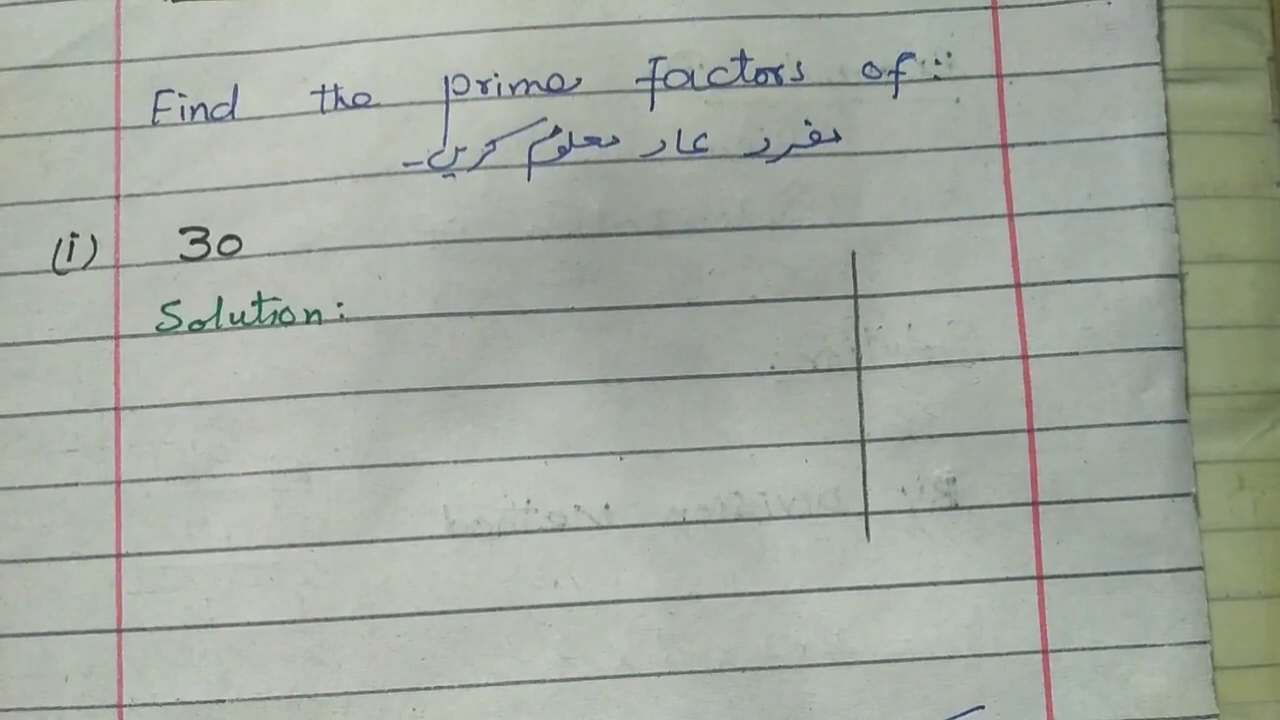 Find the prime factors of:
مفرد عاد معلوم کریں۔
(i) 30
Solution: